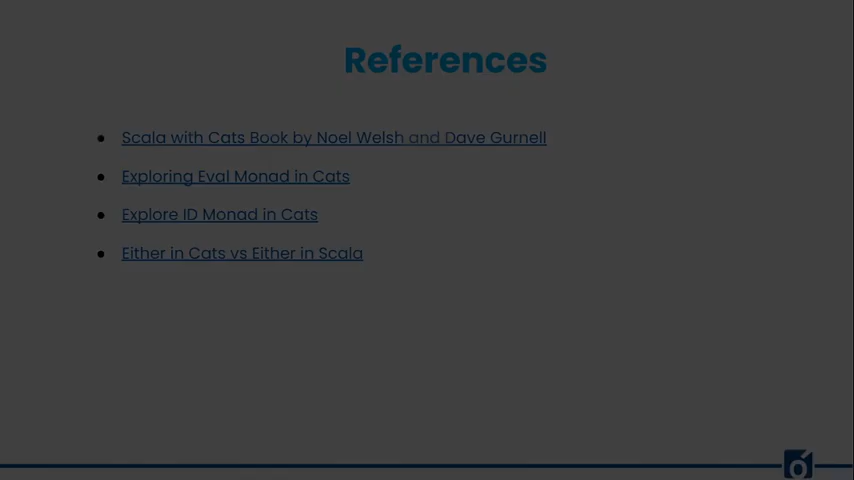 References
● Scala with Cats Book by Noel Welsh and Dave Gurnell
● Exploring Eval Monad in Cats
● Explore ID Monad in Cats
● Either in Cats vs Either in Scala